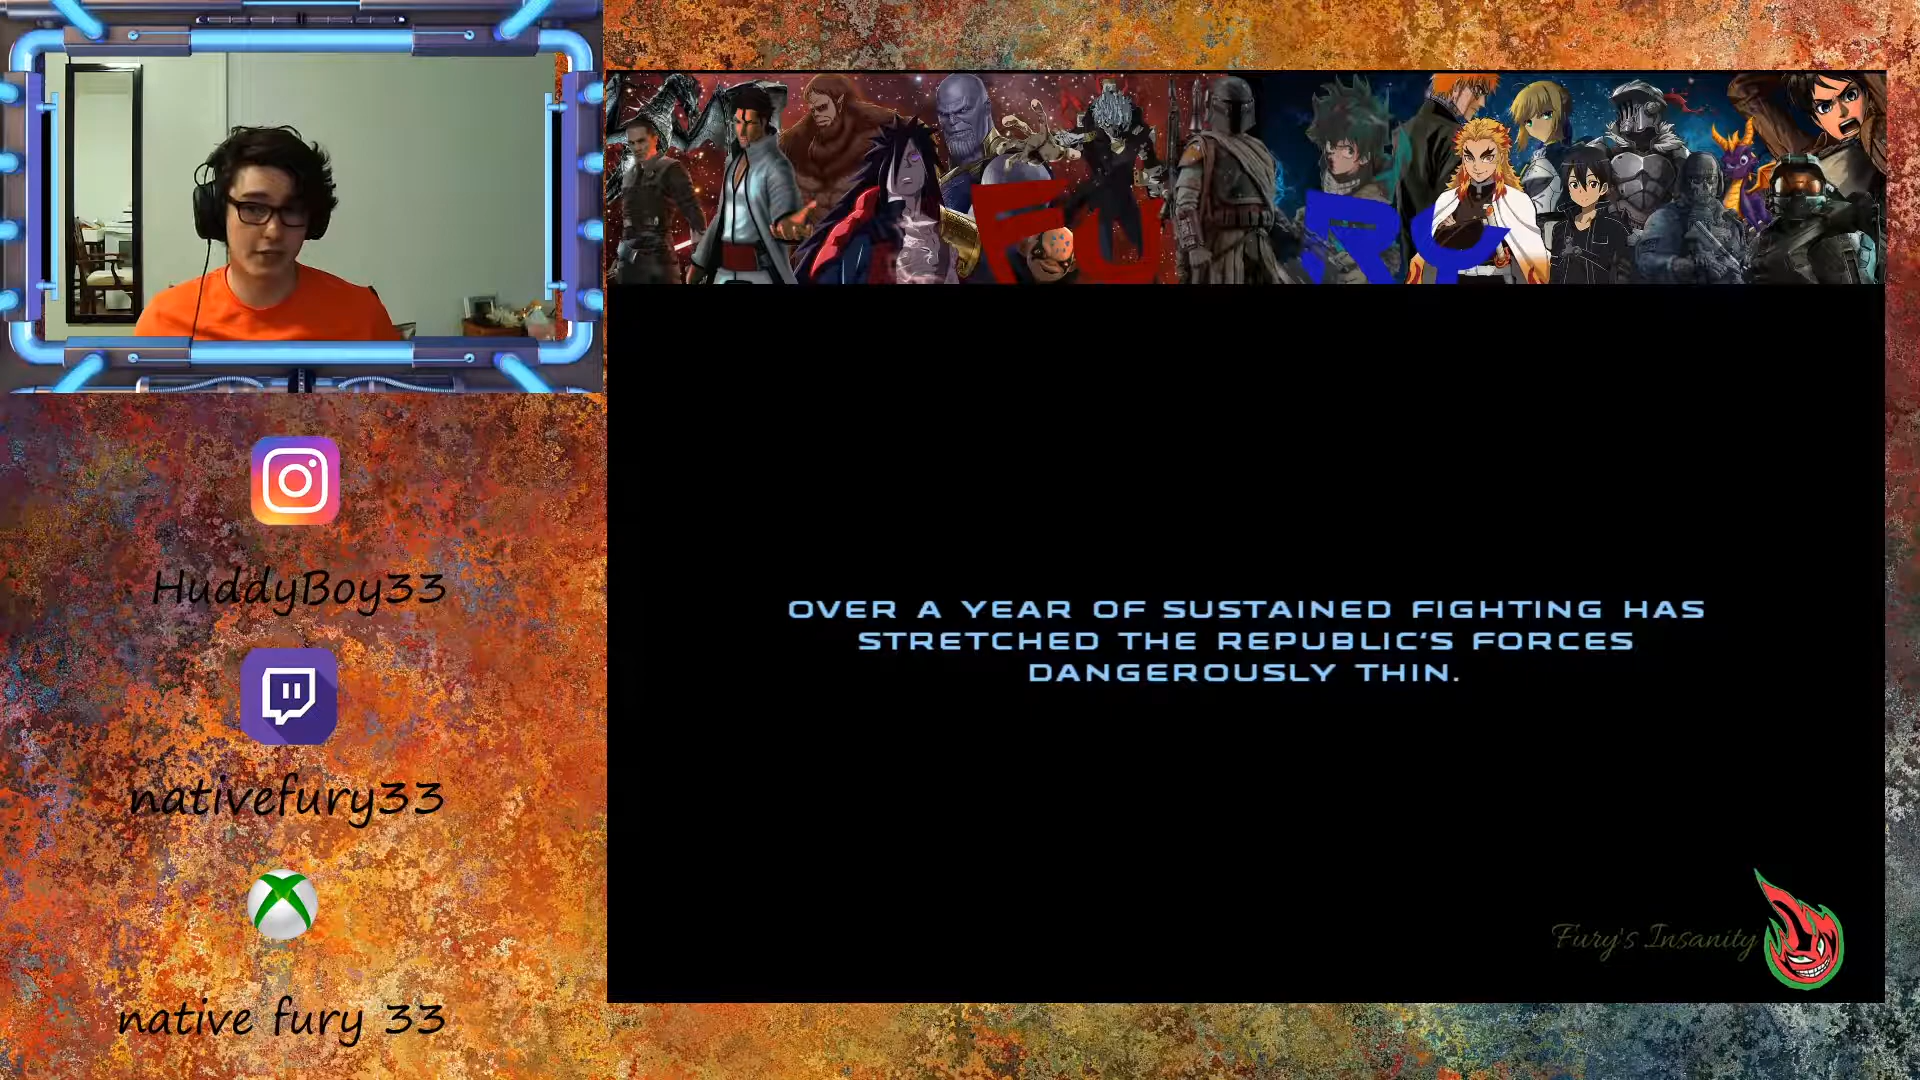 FURY
HuddyBoy33
nativefury33
native fury 33
OVER A YEAR OF SUSTAINED FIGHTING HAS
STRETCHED THE REPUBLIC'S FORCES
DANGEROUSLY THIN.
Fury's Insanity